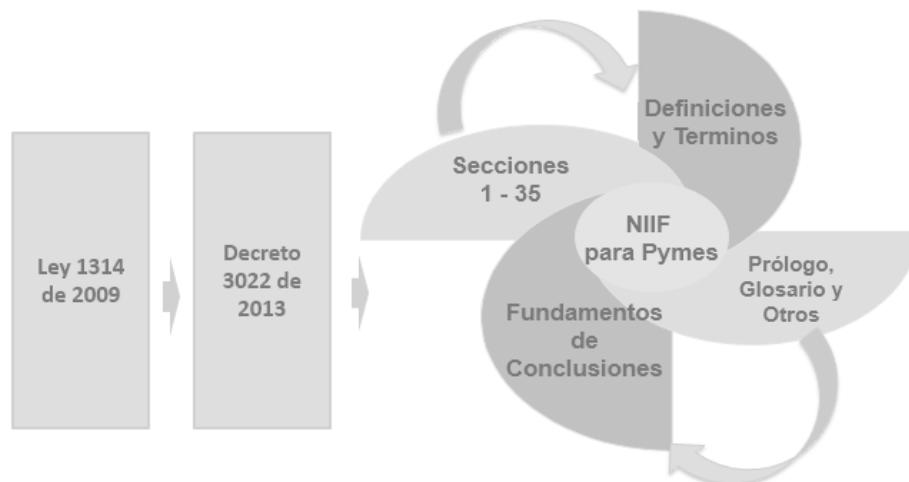 Ley 1314
de 2009
Decreto
3022 de
2013
Secciones
1 - 35
Definiciones
y Terminos
NIIF
para Pymes
Prólogo,
Glosario y
Otros
Fundamentos
de
Conclusiones